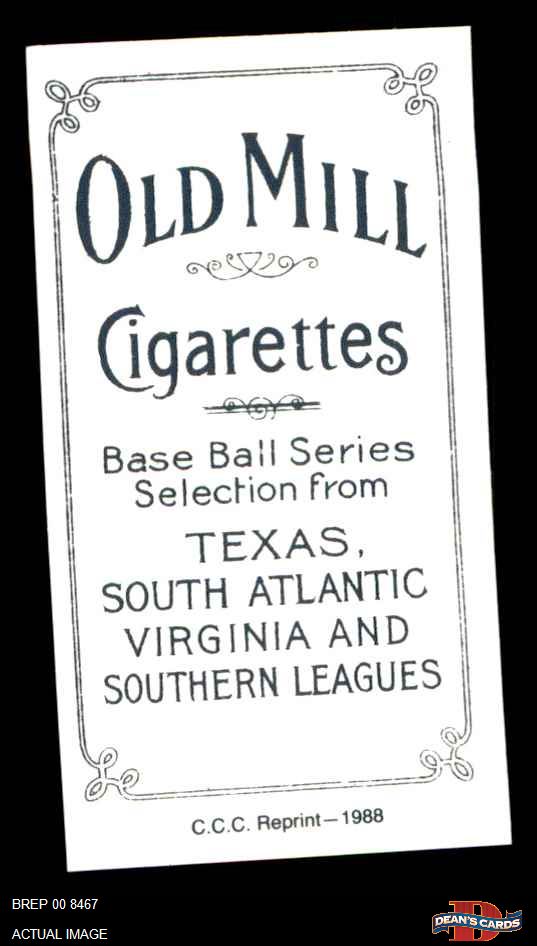 OLD MILL
Cigarettes
Base Ball Series
Selection from
TEXAS,
SOUTH ATLANTIC
VIRGINIA AND
SOUTHERN LEAGUES
C.C.C. Reprint—1988
BREP 00 8467
ACTUAL IMAGE
D
DEAN'S CARDS